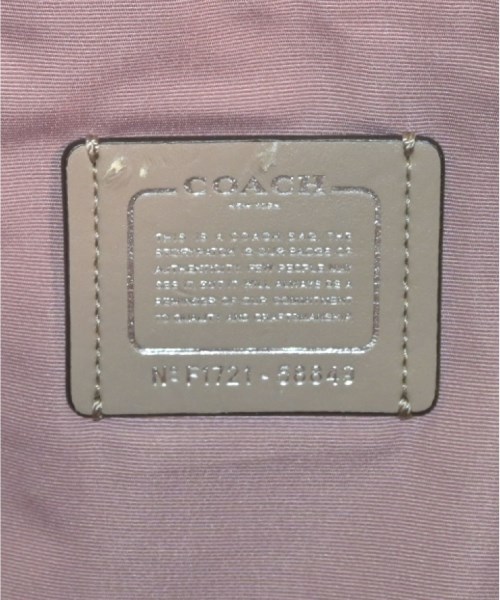 COACH
NEW YORK
THIS IS A COACH BAG. THE
STORYPATCH IS OUR BADGE OF
AUTHENTICITY. FEW PEOPLE MAY
SEE IT BUT IT WILL ALWAYS BE A
REMINDER OF OUR COMMITMENT
TO QUALITY AND CRAFTSMANSHIP
Nº F1721 - 58849